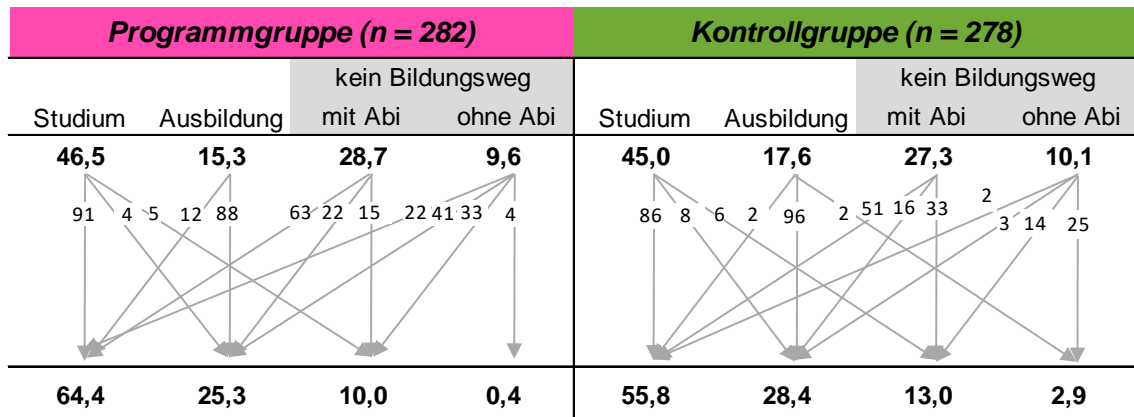 Programmgruppe (n = 282) Kontrollgruppe (n = 278)
kein Bildungsweg kein Bildungsweg
Studium Ausbildung mit Abi ohne Abi Studium Ausbildung mit Abi ohne Abi
46,5 15,3 28,7 9,6 45,0 17,6 27,3 10,1
91 4 5 12 88 63 22 15 22 41 33 4 86 8 6 2 96 2 51 16 33 2 3 14 25
64,4 25,3 10,0 0,4 55,8 28,4 13,0 2,9